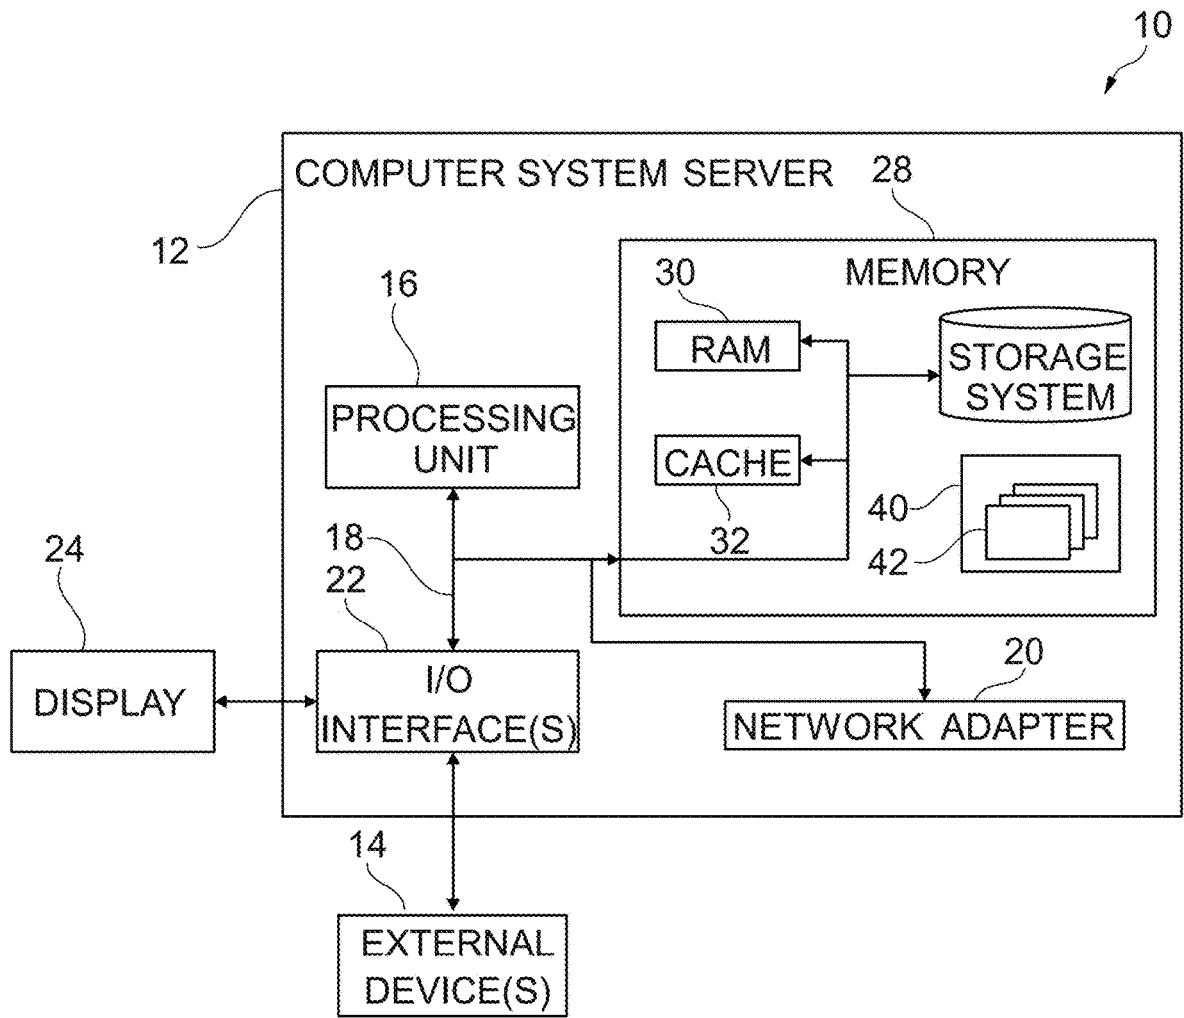 10
COMPUTER SYSTEM SERVER
28
12
16
30
MEMORY
RAM
STORAGE
SYSTEM
PROCESSING
UNIT
CACHE
32
40
42
18
24
22
DISPLAY
I/O
INTERFACE(S)
20
NETWORK ADAPTER
14
EXTERNAL
DEVICE(S)